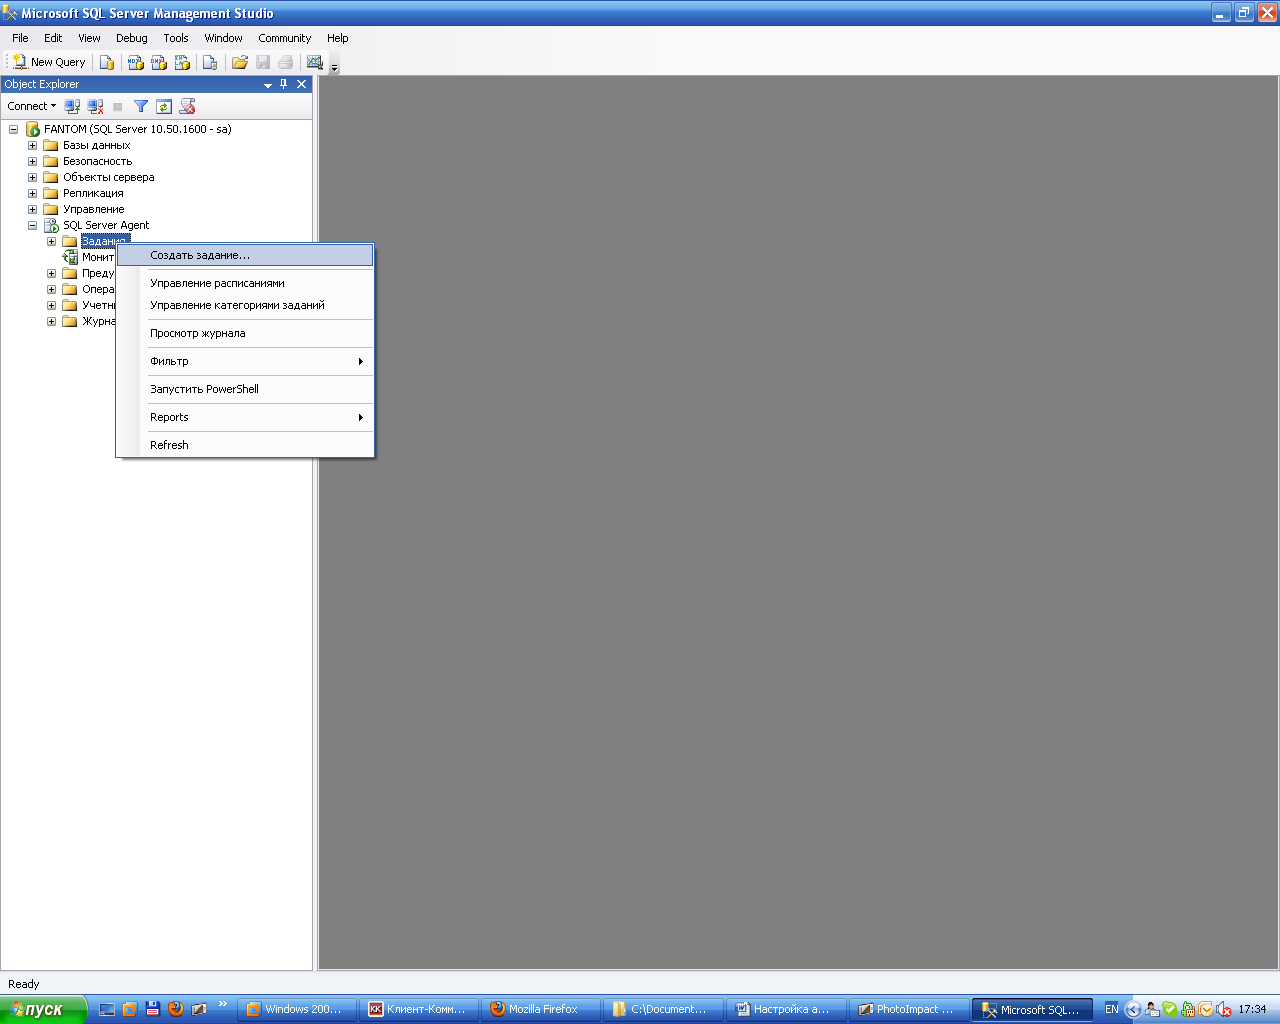 Microsoft SQL Server Management Studio
File Edit View Debug Tools Window Community Help
New Query
Object Explorer
Connect
FANTOM (SQL Server 10.50.1600 - sa)
Базы данных
Безопасность
Объекты сервера
Репликация
Управление
SQL Server Agent
Задания
Монит
Преду
Опера
Учетн
Журна
Создать задание...
Управление расписаниями
Управление категориями заданий
Просмотр журнала
Фильтр
Запустить PowerShell
Reports
Refresh
Ready
пуск
Windows 200...
Клиент-Комм...
Mozilla Firefox
C:\Document...
Настройка а...
PhotoImpact ...
Microsoft SQL...
EN
17:34